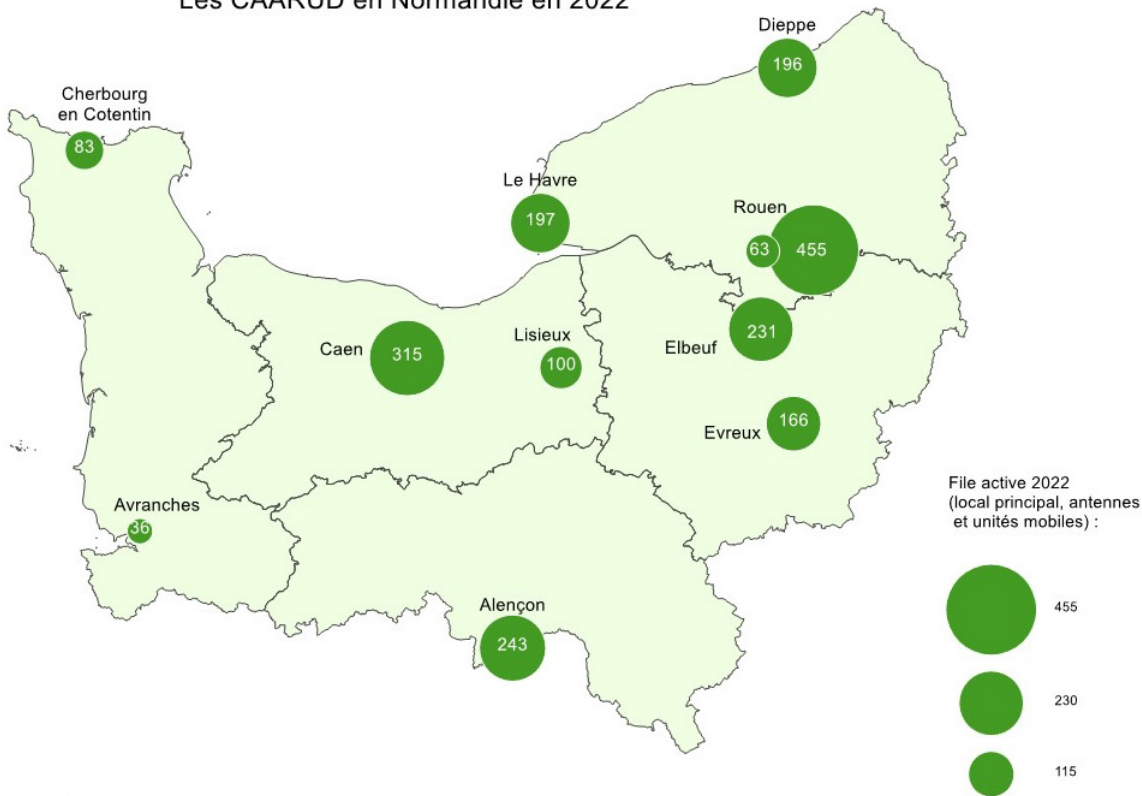 Les CAARUD en Normandie en 2022
Dieppe
196
Cherbourg
en Cotentin
83
Le Havre
197
Rouen
63
455
Caen
315
Lisieux
100
Elbeuf
231
Evreux
166
Avranches
36
Alençon
243
File active 2022
(local principal, antennes
et unités mobiles) :
455
230
115